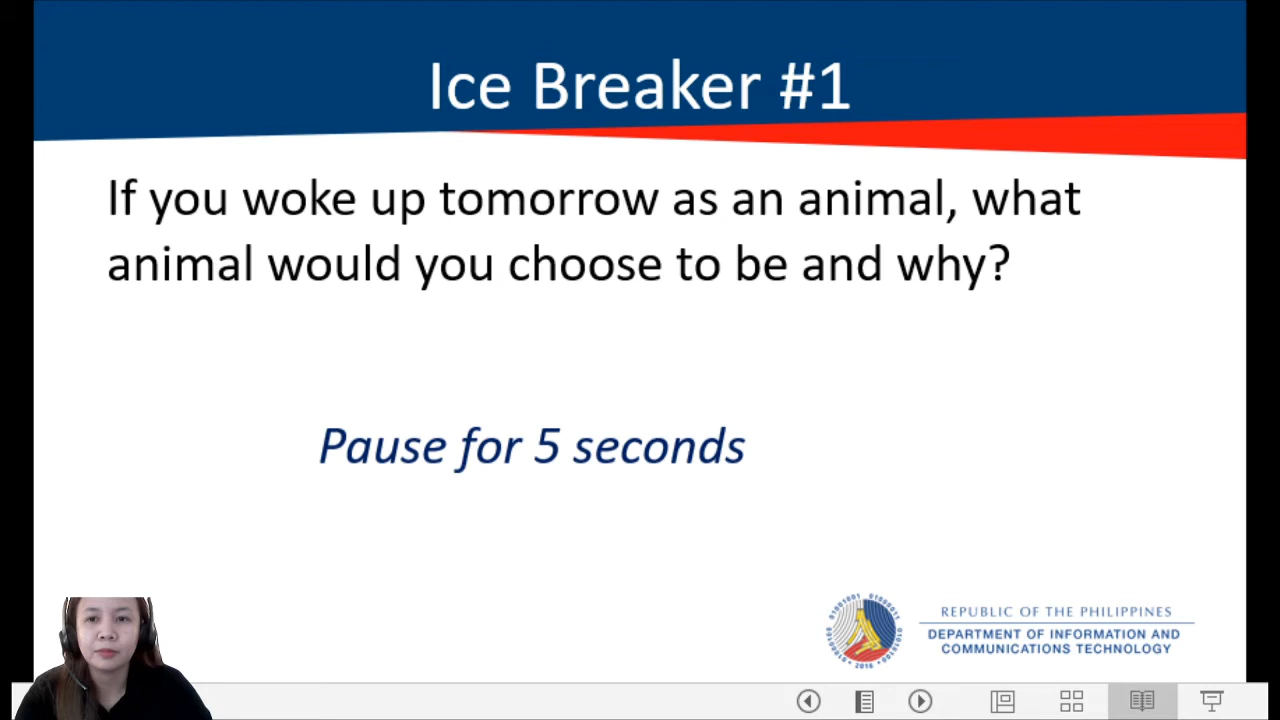 Ice Breaker #1
If you woke up tomorrow as an animal, what
animal would you choose to be and why?
Pause for 5 seconds
REPUBLIC OF THE PHILIPPINES
DEPARTMENT OF INFORMATION AND
COMMUNICATIONS TECHNOLOGY
2016